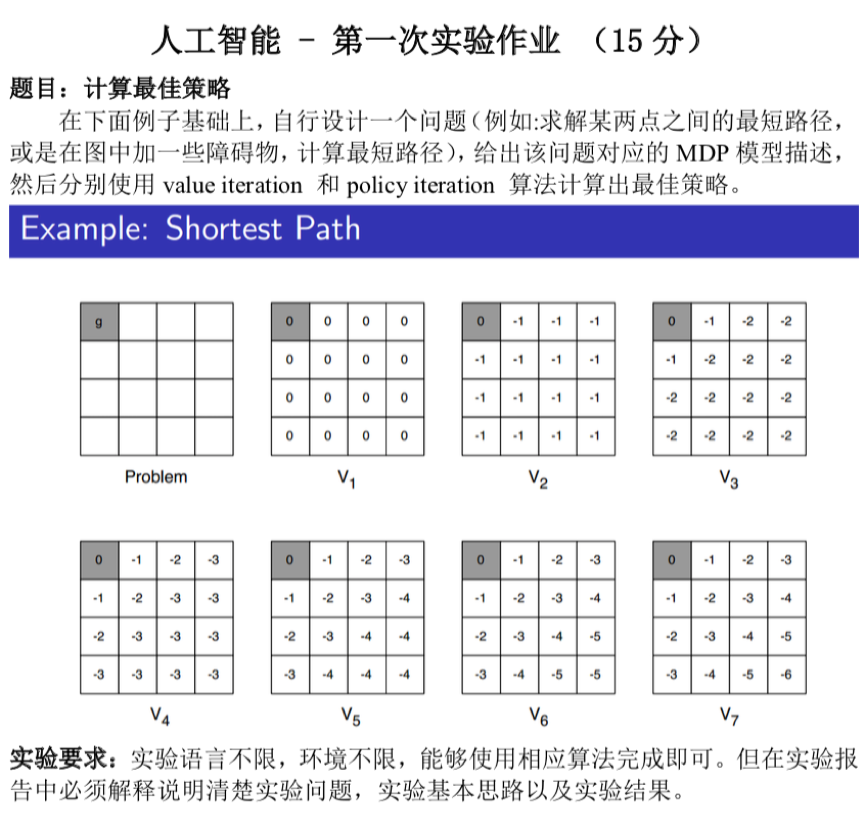 人工智能 - 第一次实验作业 （15 分）
题目：计算最佳策略
在下面例子基础上，自行设计一个问题（例如:求解某两点之间的最短路径，
或是在图中加一些障碍物，计算最短路径），给出该问题对应的 MDP 模型描述，
然后分别使用 value iteration 和 policy iteration 算法计算出最佳策略。
Example: Shortest Path
g 0 0 0 0 0 -1 -1 -1 0 -1 -2 -2
0 0 0 0 -1 -1 -1 -1 -1 -2 -2 -2
0 0 0 0 -1 -1 -1 -1 -2 -2 -2 -2
0 0 0 0 -1 -1 -1 -1 -2 -2 -2 -2
Problem V1 V2 V3
0 -1 -2 -3 0 -1 -2 -3 0 -1 -2 -3 0 -1 -2 -3
-1 -2 -3 -3 -1 -2 -3 -4 -1 -2 -3 -4 -1 -2 -3 -4
-2 -3 -3 -3 -2 -3 -4 -4 -2 -3 -4 -5 -2 -3 -4 -5
-3 -3 -3 -3 -3 -4 -4 -4 -3 -4 -5 -5 -3 -4 -5 -6
V4 V5 V6 V7
实验要求：实验语言不限，环境不限，能够使用相应算法完成即可。但在实验报
告中必须解释说明清楚实验问题，实验基本思路以及实验结果。